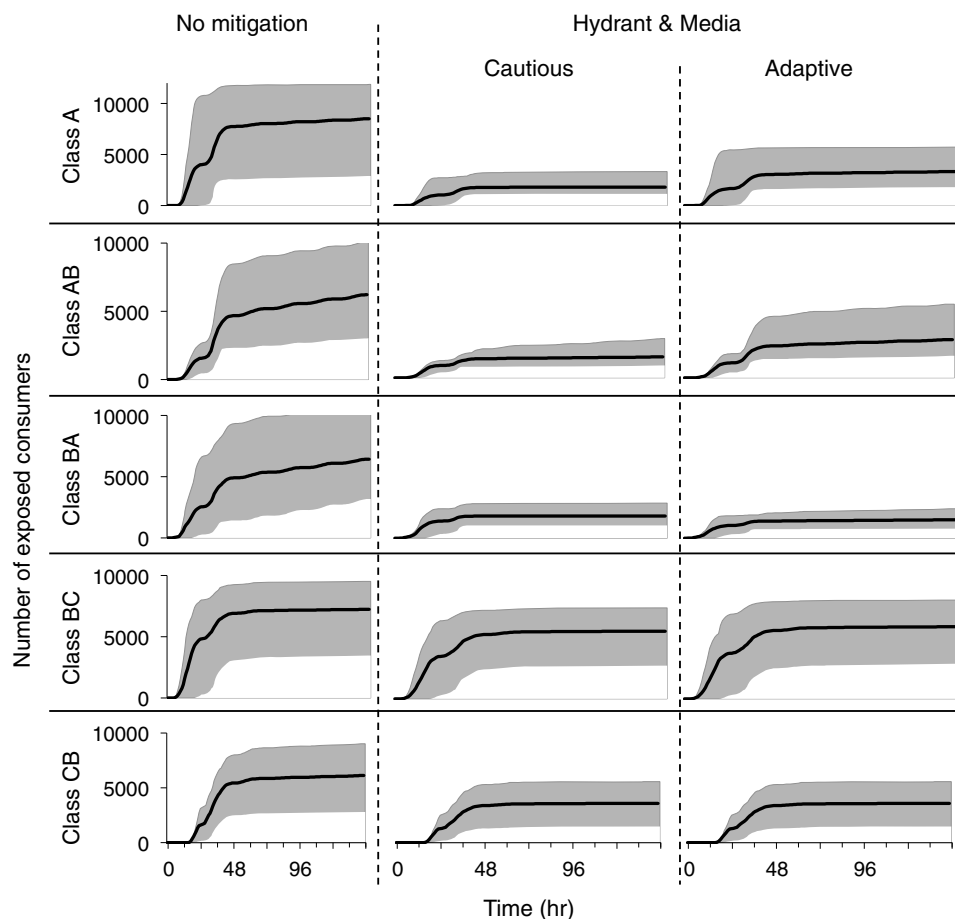 No mitigation
Hydrant & Media
Cautious
Adaptive
Number of exposed consumers
Class A
10000
5000
0
Class AB
10000
5000
0
Class BA
10000
5000
0
Class BC
10000
5000
0
Class CB
10000
5000
0
0 48 96 0 48 96 0 48 96
Time (hr)